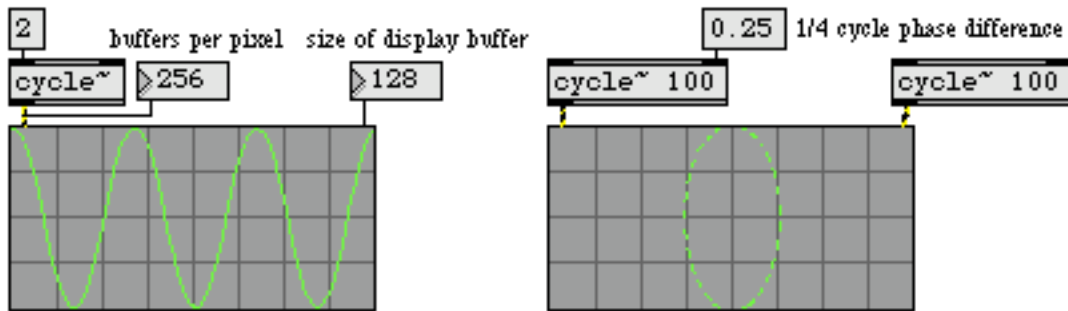 2
buffers per pixel size of display buffer
cycle~ 256 128
0.25 1/4 cycle phase difference
cycle~ 100 cycle~ 100